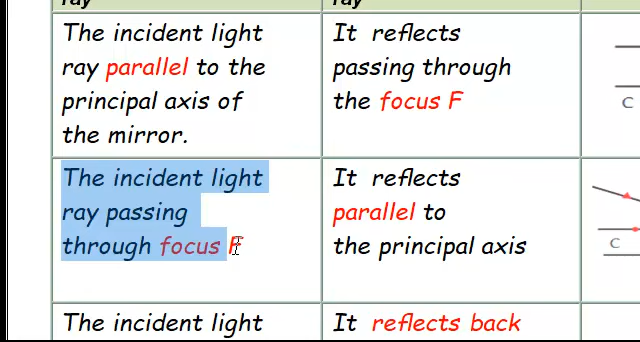 ray
ray
The incident light
ray parallel to the
principal axis of
the mirror.
It reflects
passing through
the focus F
C
The incident light
ray passing
through focus F
It reflects
parallel to
the principal axis
C
The incident light
It reflects back